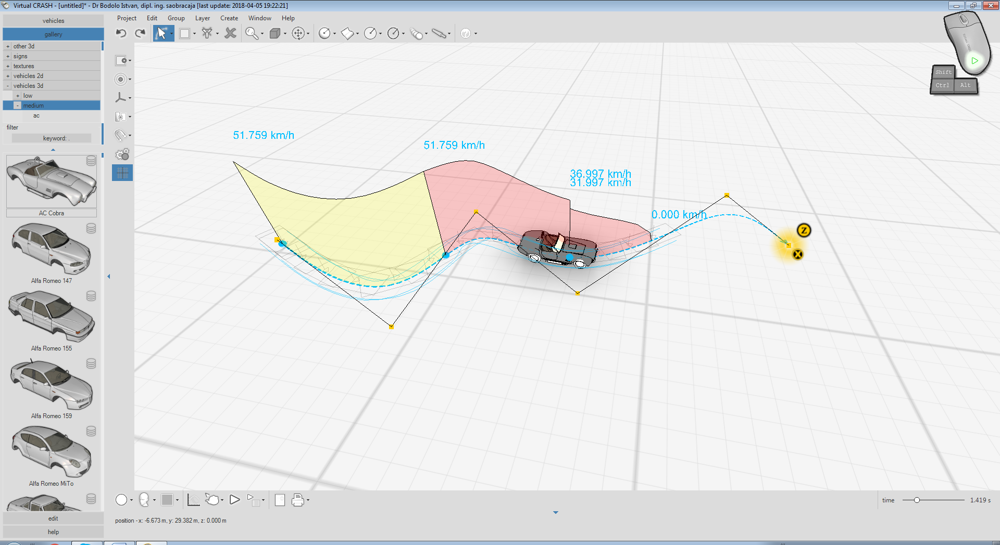 Virtual CRASH - [untitled]* - Dr Bodolo Istvan, dipl. ing. saobracaja [last update: 2018-04-05 19:22:21]
Project Edit Group Layer Create Window Help
vehicles
gallery
+ other 3d
+ signs
+ textures
+ vehicles 2d
- vehicles 3d
+ low
- medium
ac
filter
keyword: .
AC Cobra
Alfa Romeo 147
Alfa Romeo 155
Alfa Romeo 159
Alfa Romeo MiTo
edit
help
51.759 km/h
51.759 km/h
36.997 km/h
31.997 km/h
0.000 km/h
Z
X
Shift
Ctrl Alt
time 1.419 s
position - x: -6.673 m, y: 29.382 m, z: 0.000 m